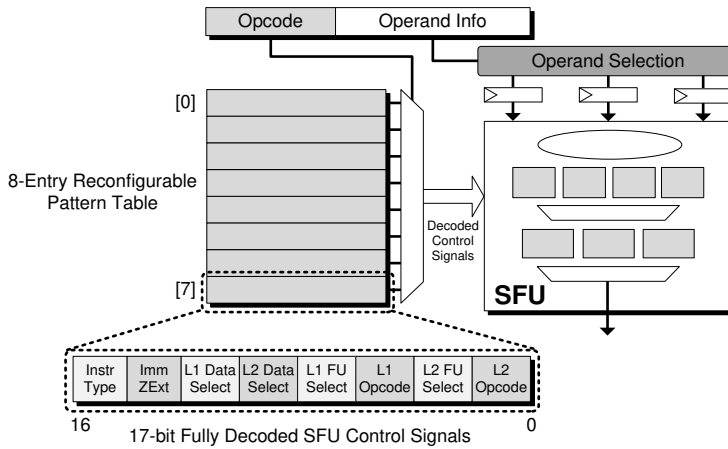 Opcode Operand Info
Operand Selection
[0]
8-Entry Reconfigurable
Pattern Table
Decoded
Control
Signals
[7]
SFU
Instr Imm L1 Data L2 Data L1 FU L1 L2 FU L2
Type ZExt Select Select Select Opcode Select Opcode
16 0
17-bit Fully Decoded SFU Control Signals